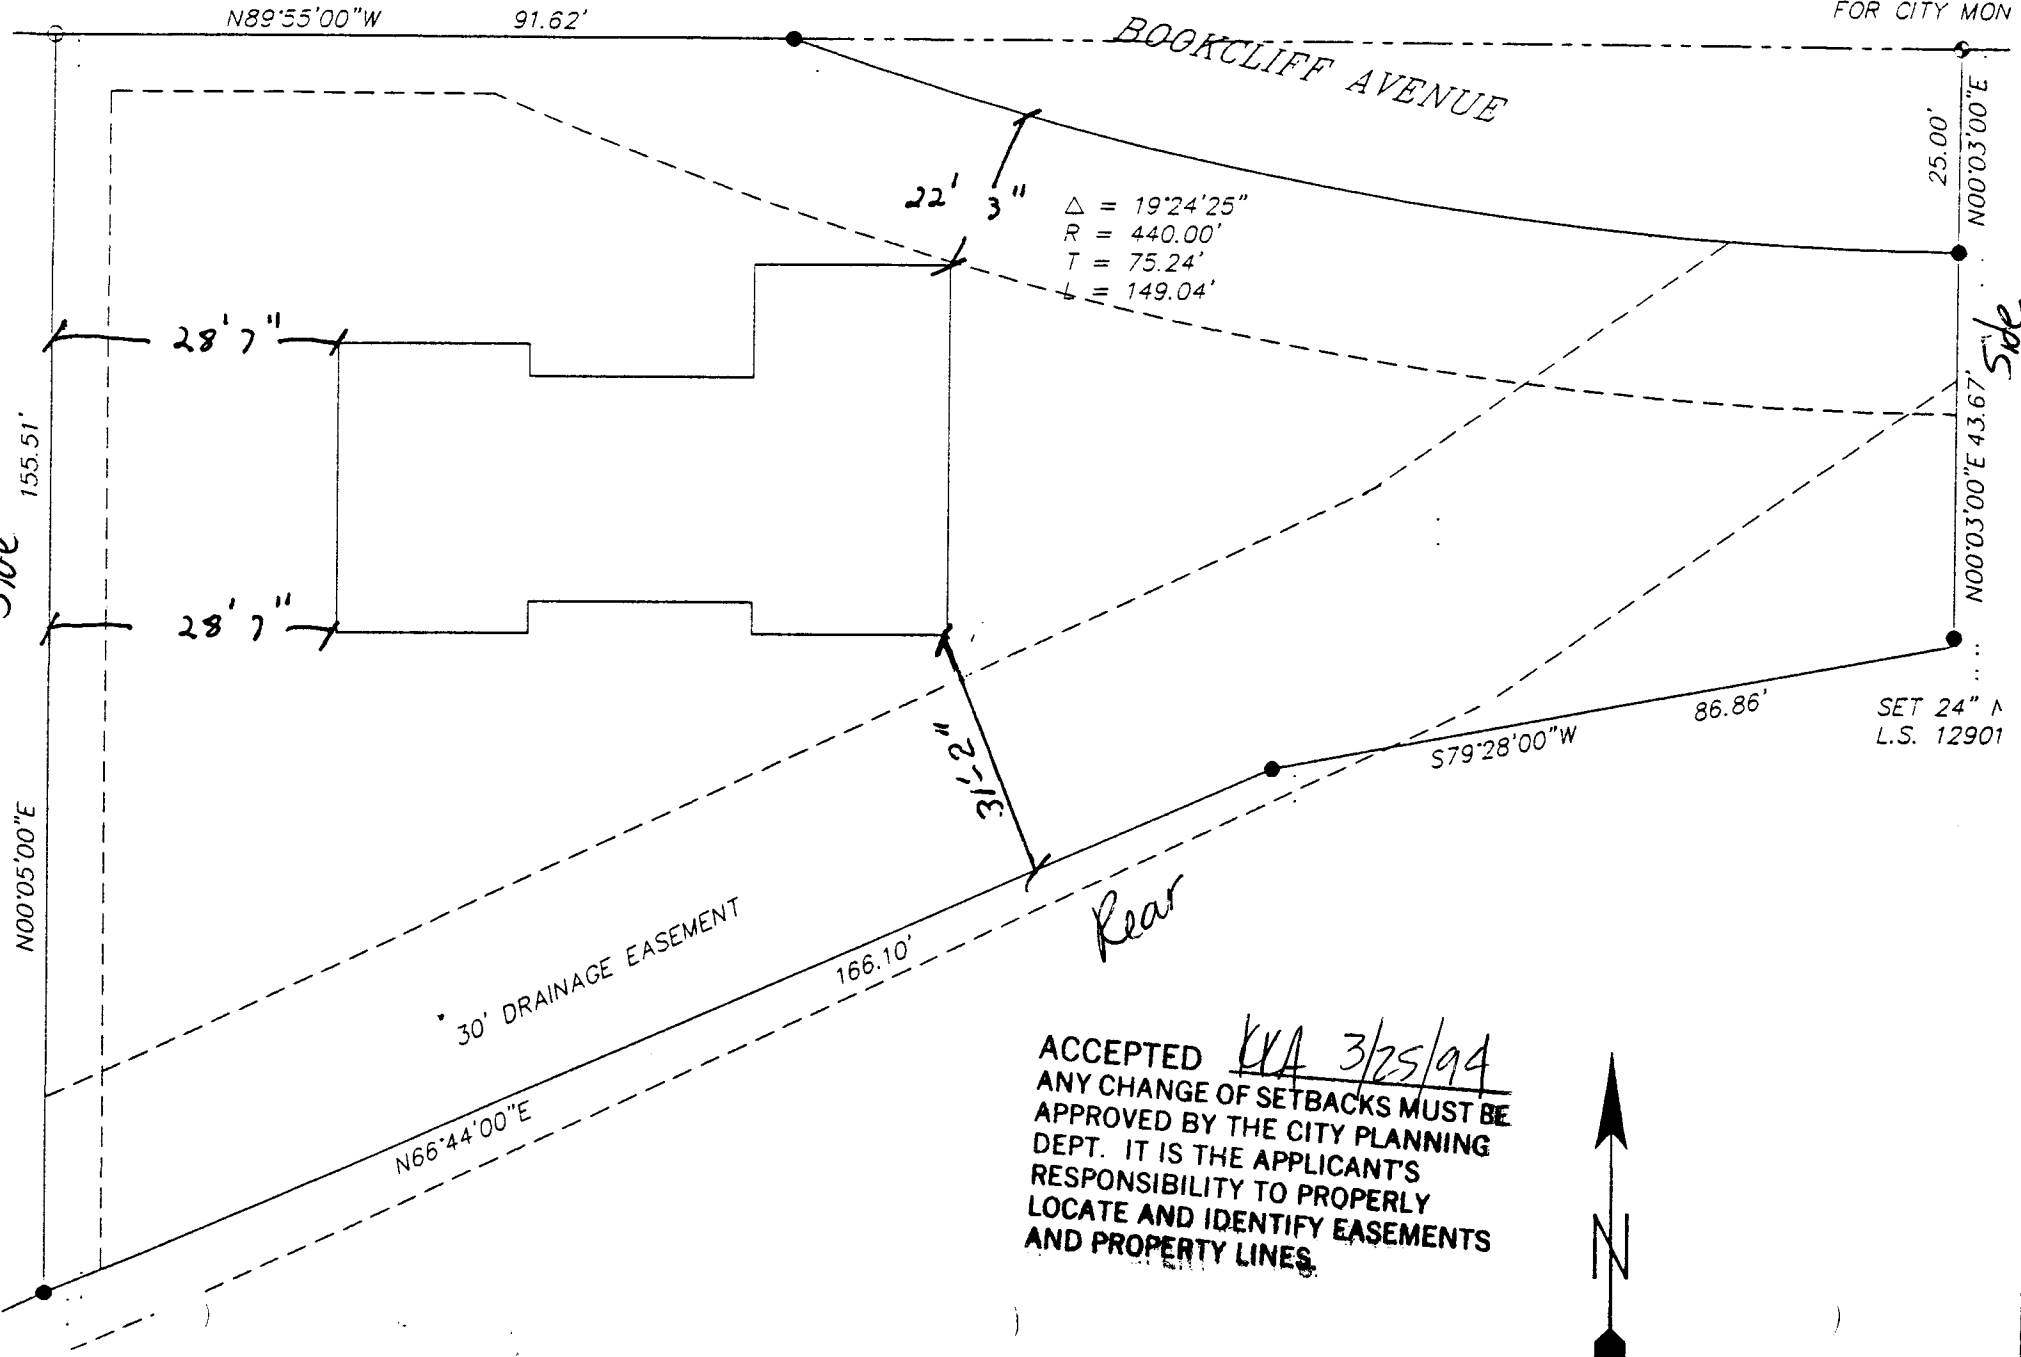 N89°55'00"W 91.62'
FOR CITY MON
BOOKCLIFF AVENUE
25.00'
N00°03'00"E
22' 3"
Δ = 19°24'25"
R = 440.00'
T = 75.24'
L = 149.04'
28' 7"
Side
155.51'
N00°03'00"E 43.67'
Side
28' 7"
31'-2"
86.86'
S79°28'00"W
SET 24"
L.S. 12901
N00°05'00"E
Rear
30' DRAINAGE EASEMENT
166.10'
N66°44'00"E
ACCEPTED KKA 3/25/94
ANY CHANGE OF SETBACKS MUST BE
APPROVED BY THE CITY PLANNING
DEPT. IT IS THE APPLICANT'S
RESPONSIBILITY TO PROPERLY
LOCATE AND IDENTIFY EASEMENTS
AND PROPERTY LINES.
N